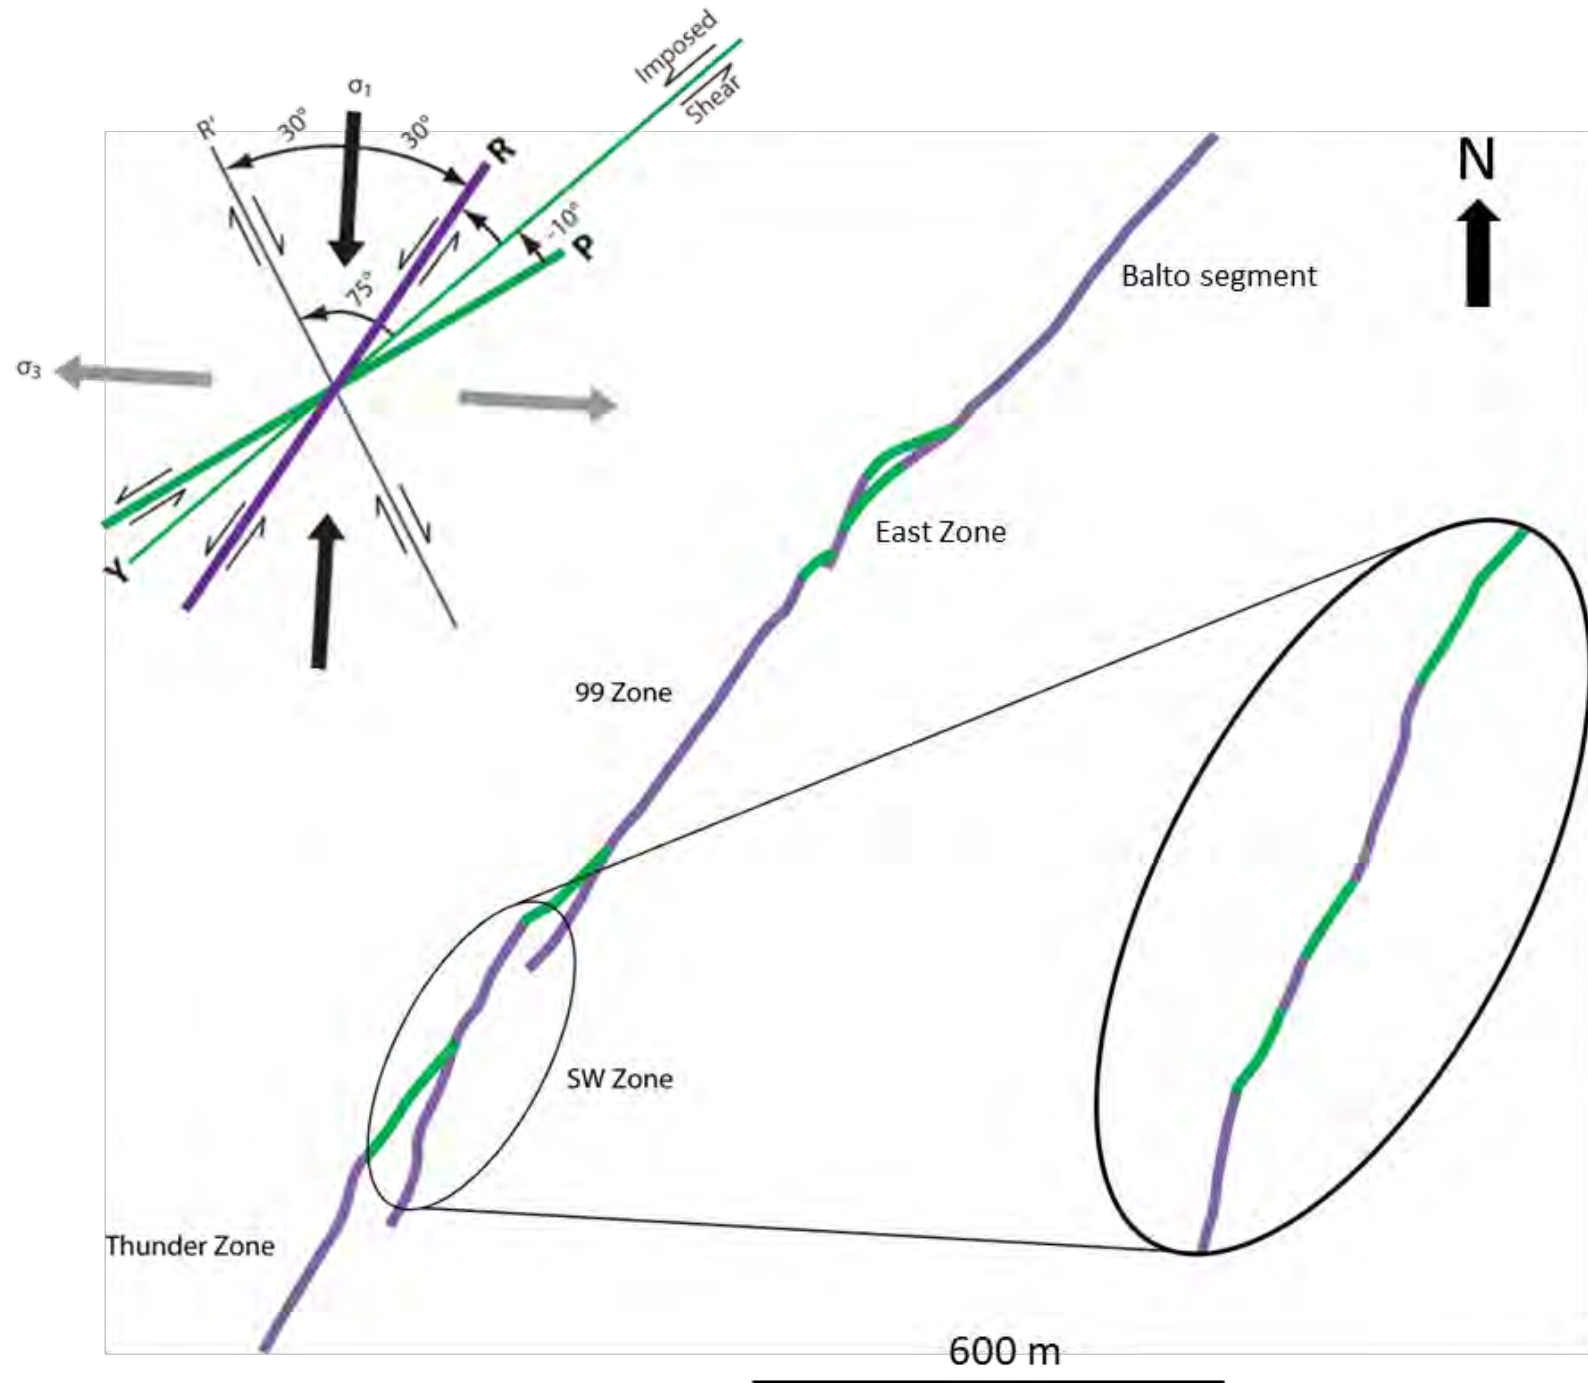 Imposed
Shear
σ1
R'
30°
30°
R
N
~10°
P
75°
Balto segment
σ3
East Zone
Y
99 Zone
SW Zone
Thunder Zone
600 m